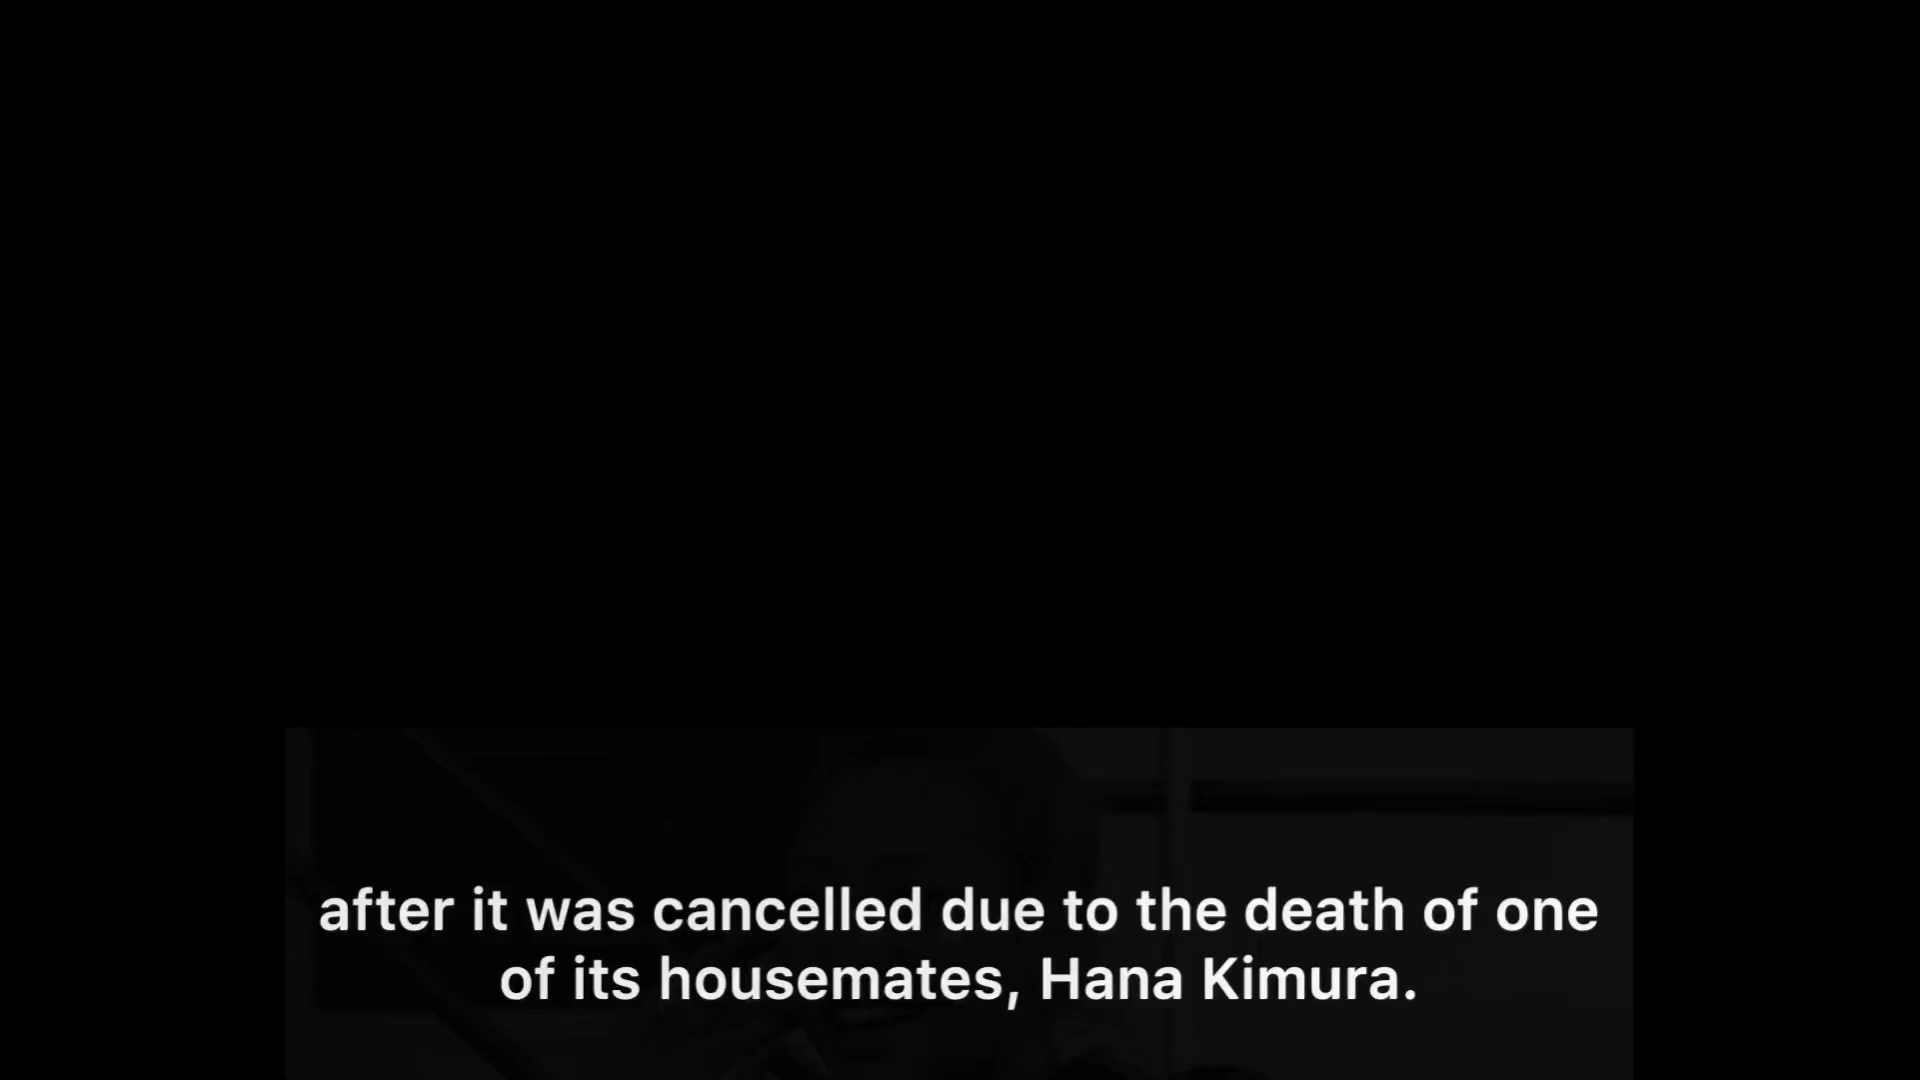 after it was cancelled due to the death of one
of its housemates, Hana Kimura.